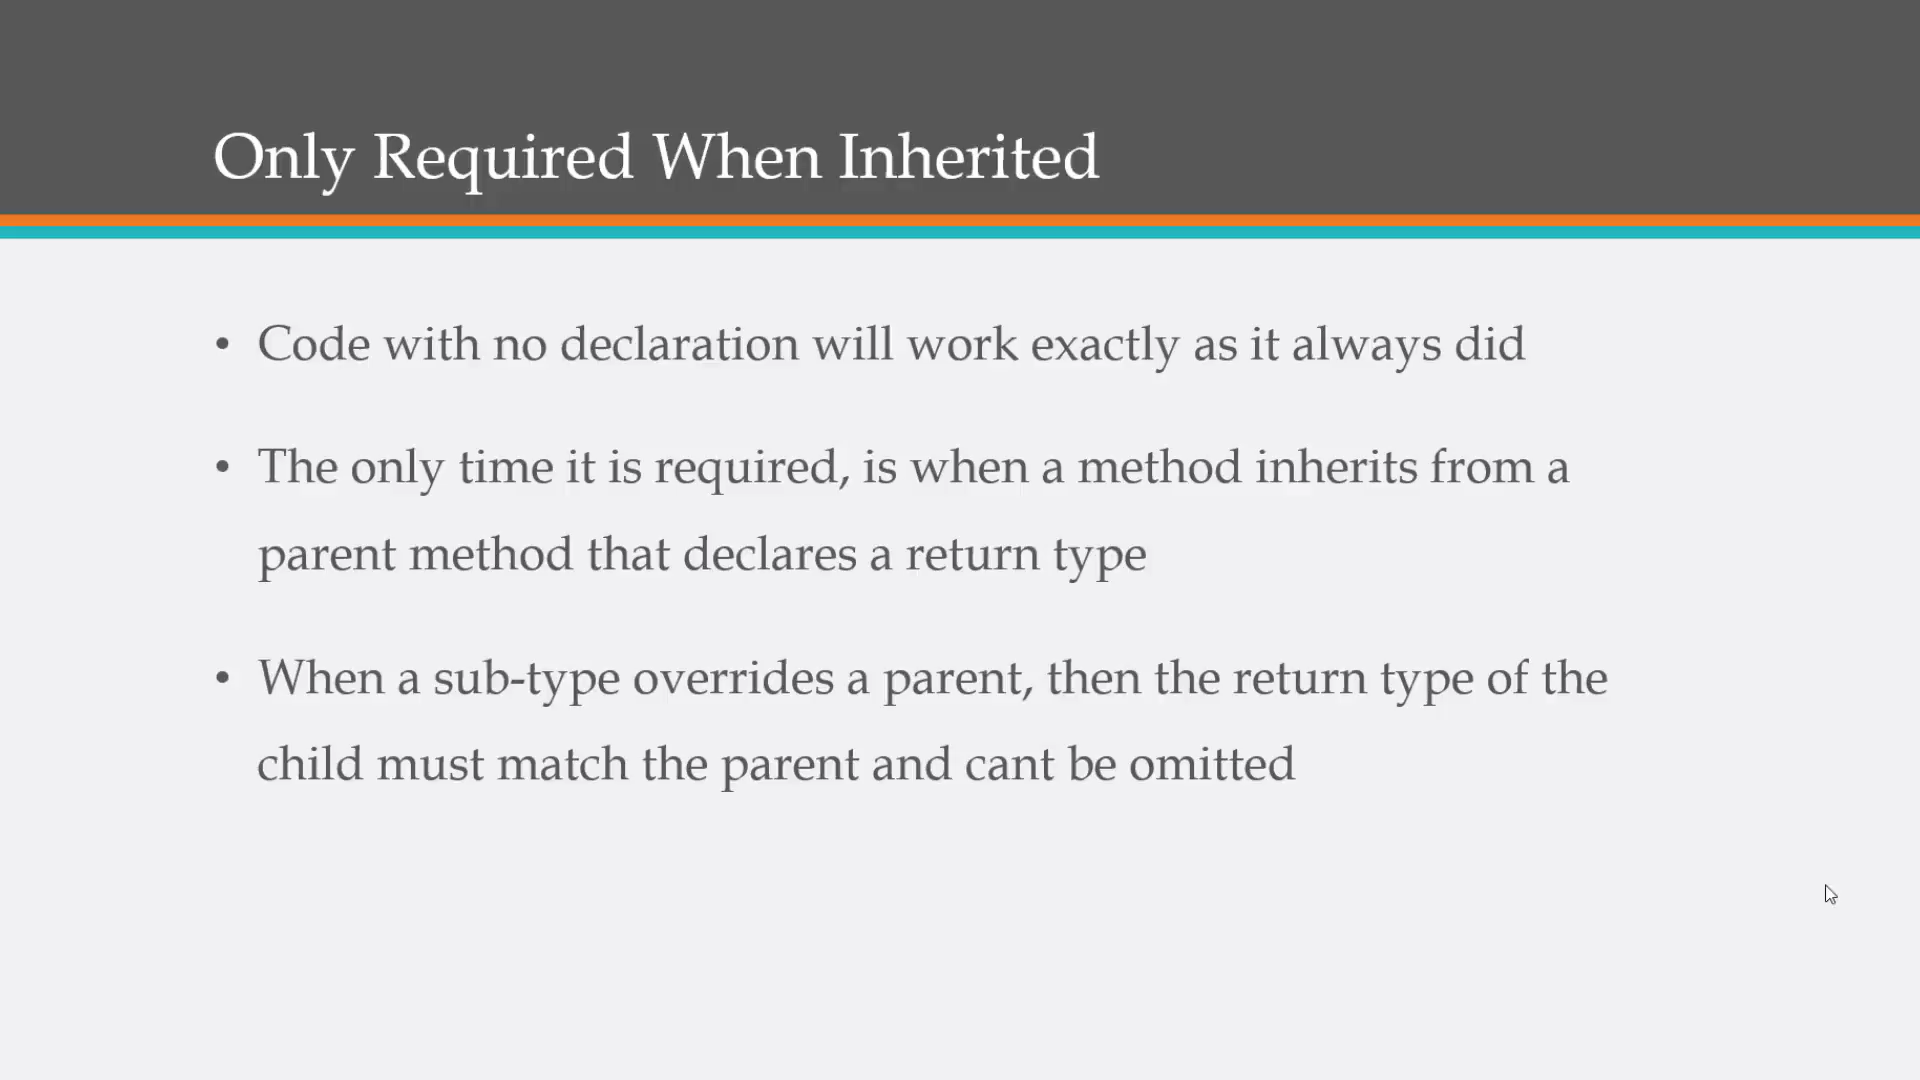 Only Required When Inherited
• Code with no declaration will work exactly as it always did
• The only time it is required, is when a method inherits from a
parent method that declares a return type
• When a sub-type overrides a parent, then the return type of the
child must match the parent and cant be omitted